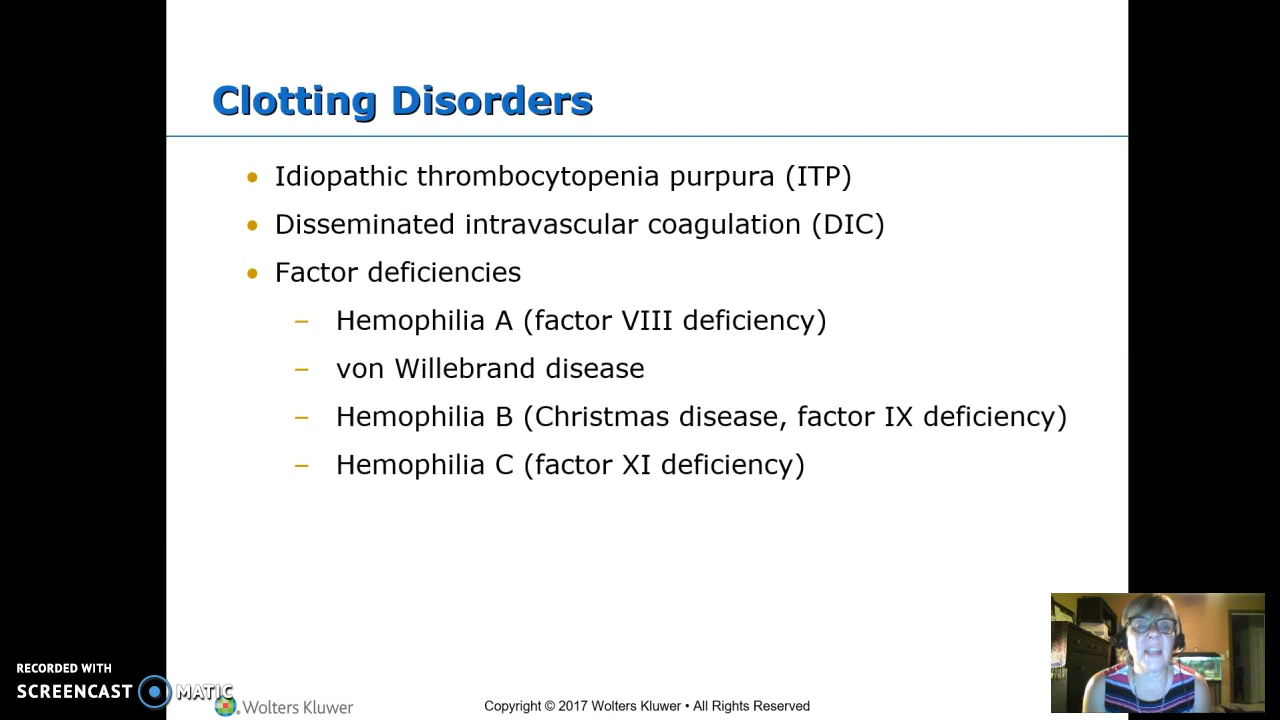 Clotting Disorders
• Idiopathic thrombocytopenia purpura (ITP)
• Disseminated intravascular coagulation (DIC)
• Factor deficiencies
– Hemophilia A (factor VIII deficiency)
– von Willebrand disease
– Hemophilia B (Christmas disease, factor IX deficiency)
– Hemophilia C (factor XI deficiency)
RECORDED WITH
SCREENCAST MATIC
Wolters Kluwer
Copyright © 2017 Wolters Kluwer • All Rights Reserved